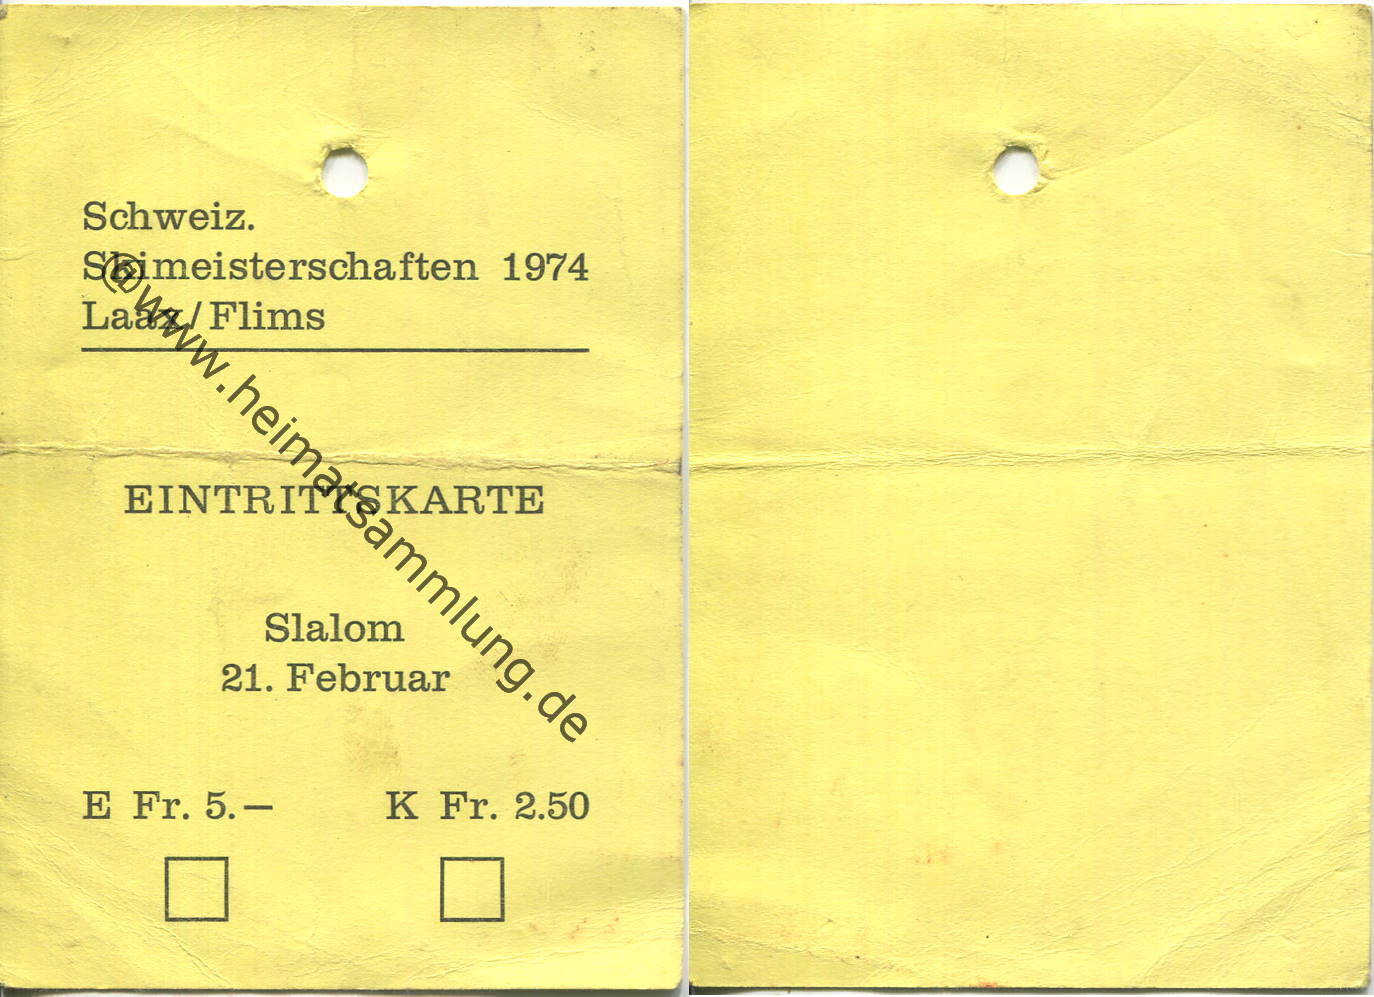 Schweiz.
Skimeisterschaften 1974
Laax / Flims
EINTRITTSKARTE
Slalom
21. Februar
E Fr. 5.—
K Fr. 2.50
@www.heimatsammlung.de